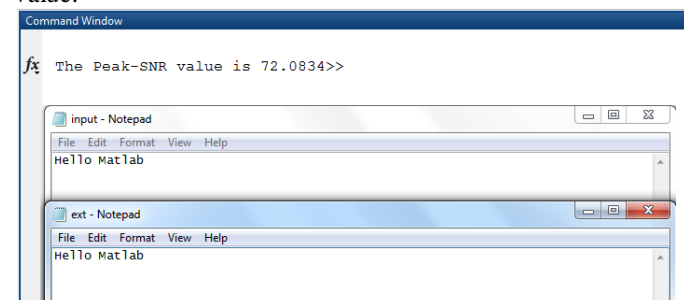 Command Window
fx The Peak-SNR value is 72.0834>>
input - Notepad
File Edit Format View Help
Hello Matlab
ext - Notepad
File Edit Format View Help
Hello Matlab